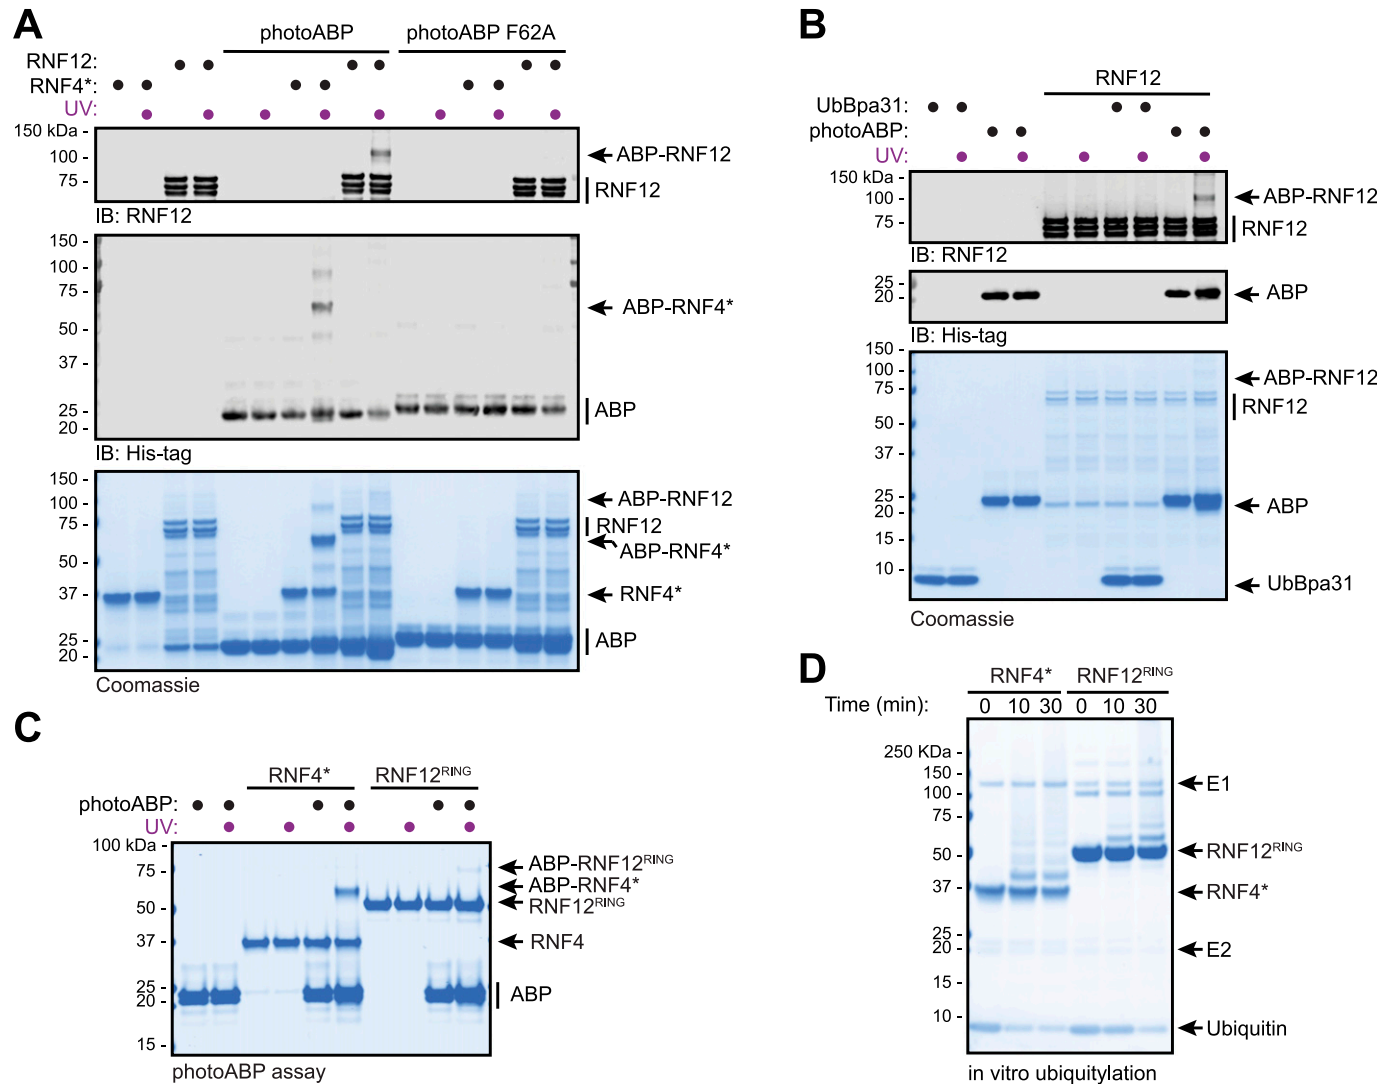 A
photoABP
photoABP F62A
RNF12:
RNF4*:
UV:
150 kDa -
100 -
75 -
ABP-RNF12
RNF12
IB: RNF12
150 -
100 -
75 -
50 -
37 -
25 -
20 -
ABP-RNF4*
ABP
IB: His-tag
150 -
100 -
75 -
50 -
37 -
25 -
20 -
ABP-RNF12
RNF12
ABP-RNF4*
RNF4*
ABP
Coomassie
B
RNF12
UbBpa31:
photoABP:
UV:
150 kDa -
100 -
75 -
ABP-RNF12
RNF12
IB: RNF12
25 -
20 -
ABP
IB: His-tag
150 -
100 -
75 -
50 -
37 -
25 -
20 -
15 -
10 -
ABP-RNF12
RNF12
ABP
UbBpa31
Coomassie
C
RNF4*
RNF12RING
photoABP:
UV:
100 kDa -
75 -
50 -
37 -
25 -
20 -
15 -
ABP-RNF12RING
ABP-RNF4*
RNF12RING
RNF4
ABP
photoABP assay
D
RNF4* RNF12RING
Time (min): 0 10 30 0 10 30
250 KDa -
150 -
100 -
75 -
50 -
37 -
25 -
20 -
15 -
10 -
E1
RNF12RING
RNF4*
E2
Ubiquitin
in vitro ubiquitylation